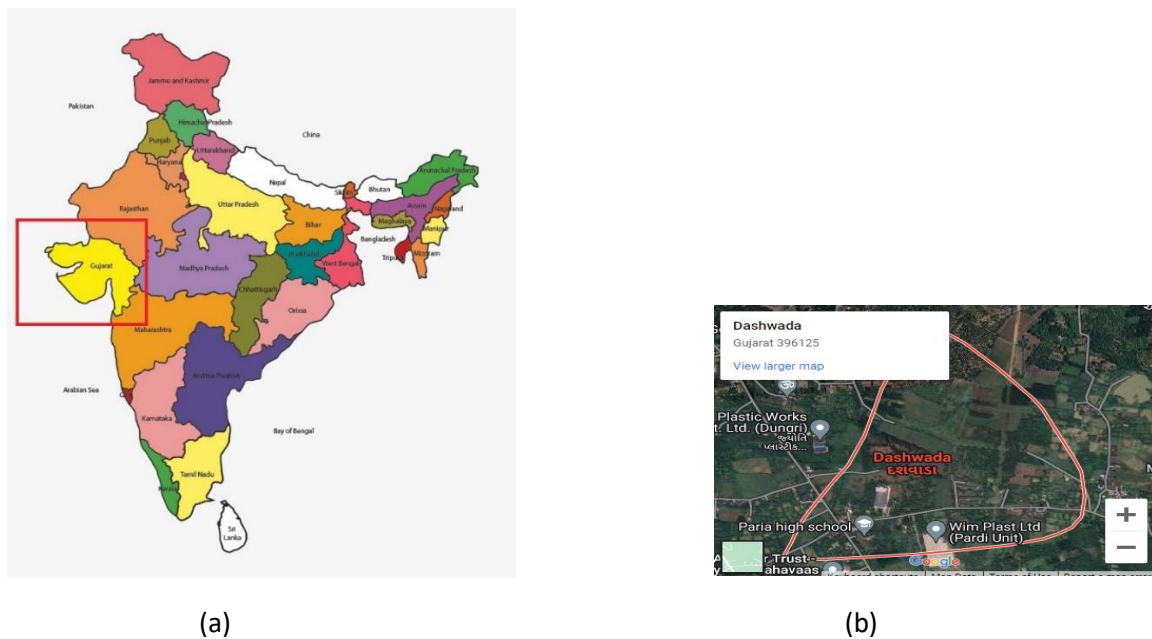 Jammu and Kashmir
Pakistan
HimachalPradesh
China
Punjab
Uttarakhand
Haryana
Arunachal Pradesh
Nepal
Bhutan
Sikkim
Assam
Nagaland
Rajasthan
Uttar Pradesh
Meghalaya
Bihar
Manipur
Bangladesh
Gujarat
Jharkhand
Mizoram
Tripura
West Bengal
Madhya Pradesh
Chhattisgarh
Orissa
Maharashtra
Andhra Pradesh
Arabian Sea
Goa
Karnataka
Bay of Bengal
Tamil Nadu
Kerala
Sri
Lanka
(a)
Dashwada
Gujarat 396125
View larger map
Plastic Works
t. Ltd. (Dungri)
જ્યોતિ
પ્લાસ્ટીક...
Dashwada
દશવાડા
Paria high school
Wim Plast Ltd
(Pardi Unit)
+
−
Trust -
ahavaas
Google
(b)